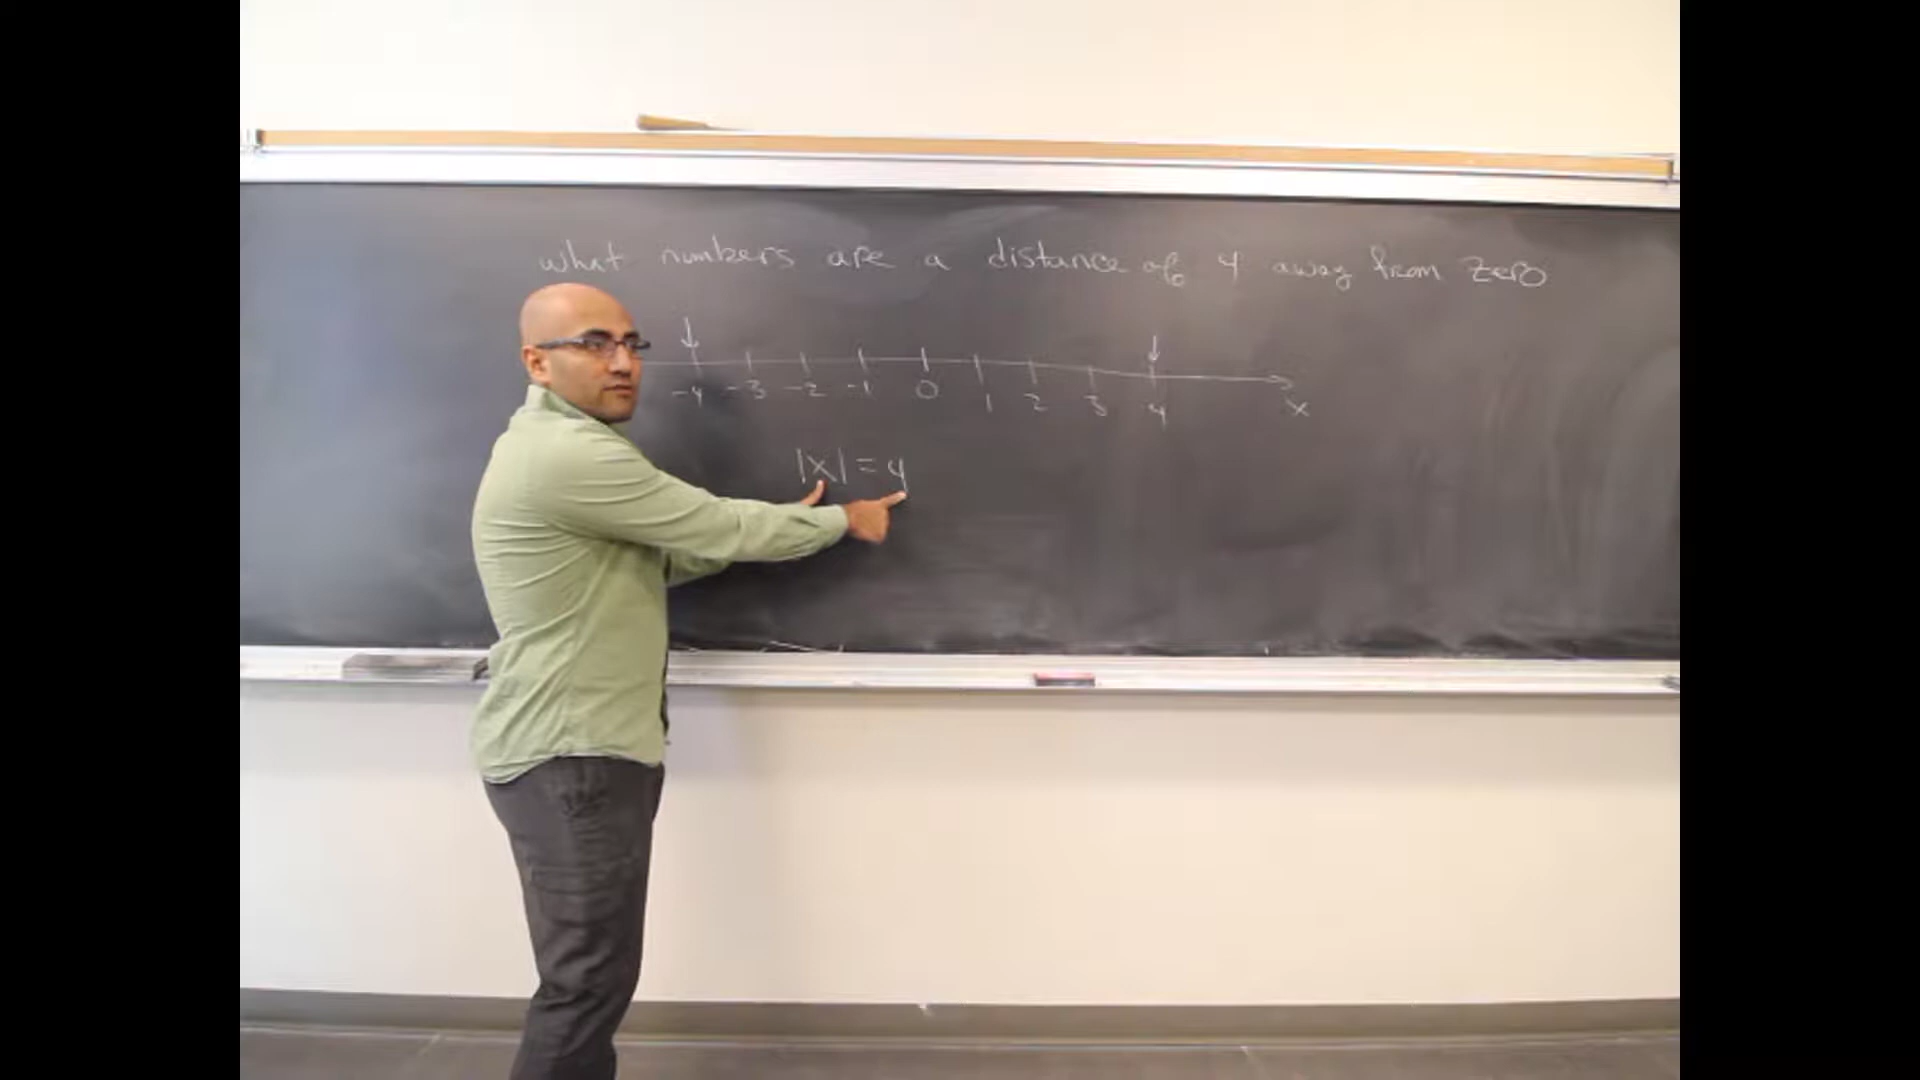 what numbers are a distance of 4 away from zero
-4 -3 -2 -1 0 1 2 3 4 x
|x| = 4